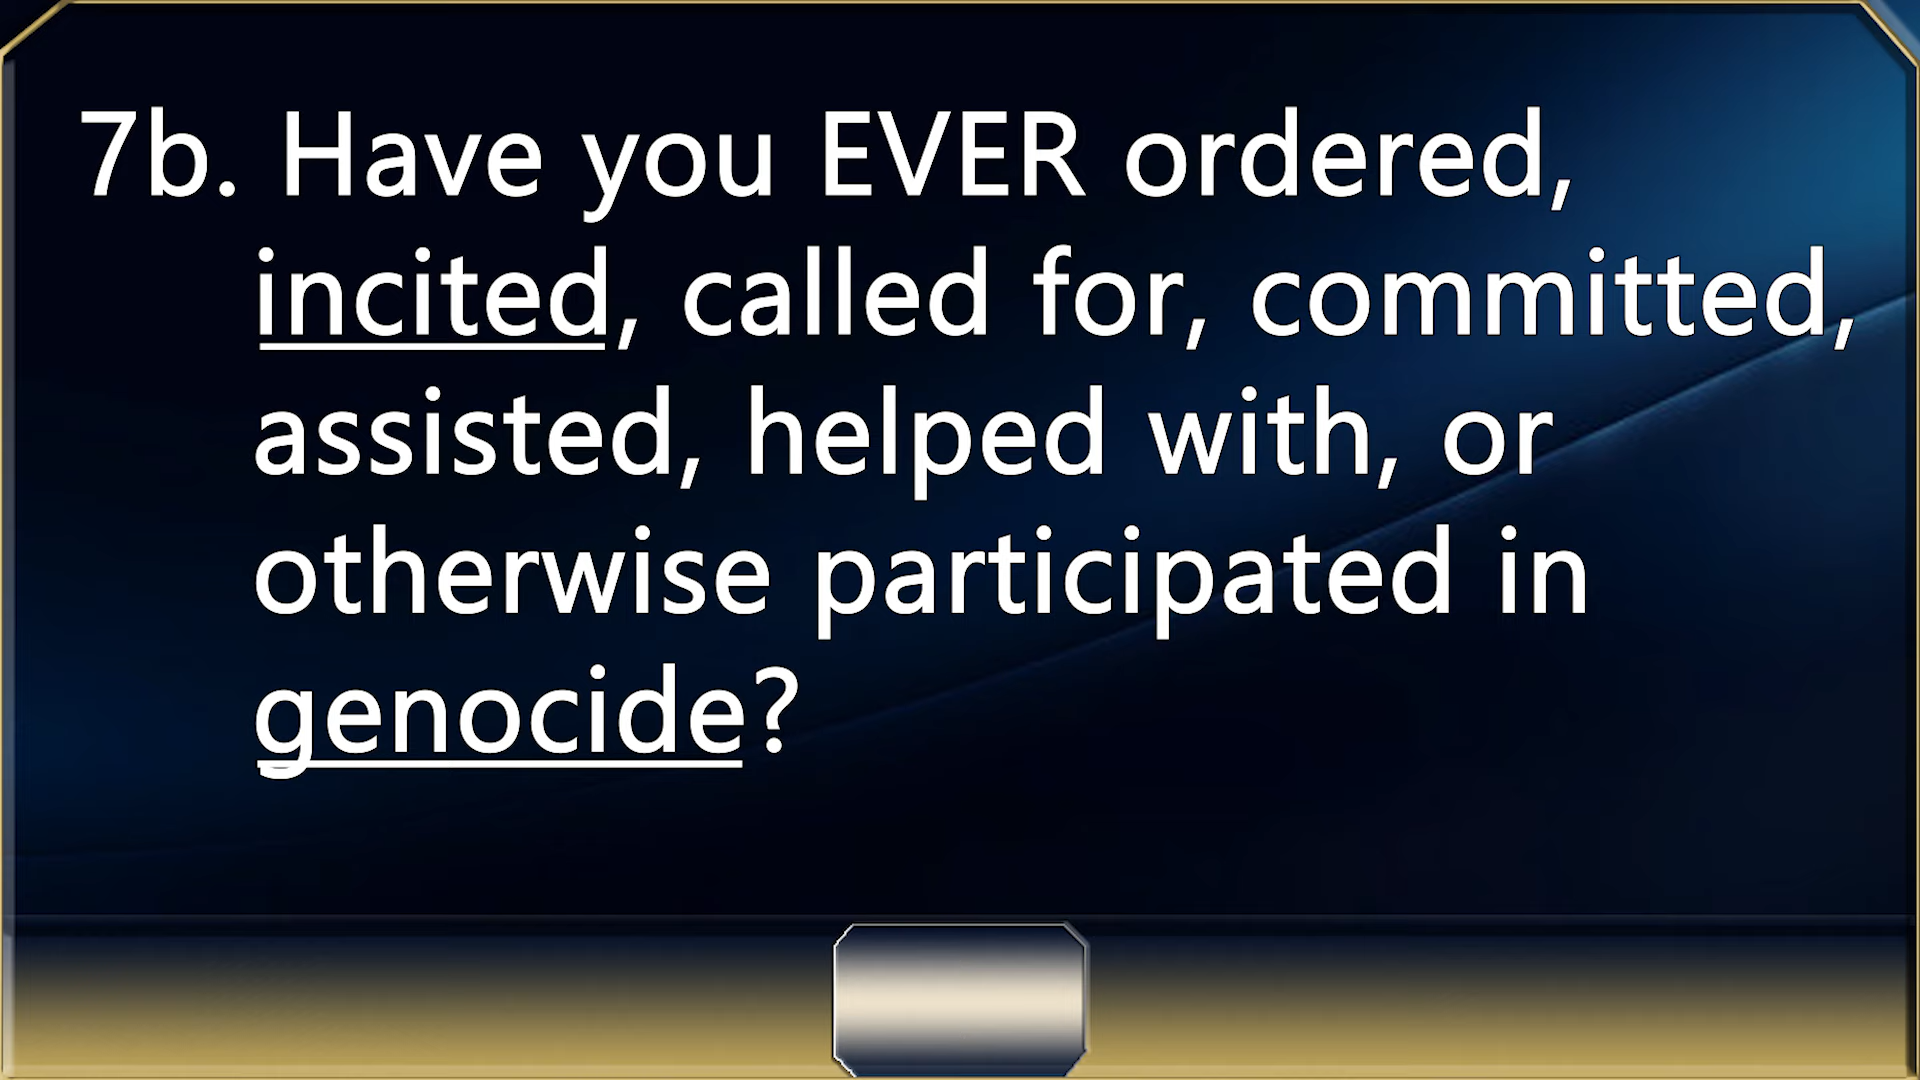 7b. Have you EVER ordered,
incited, called for, committed,
assisted, helped with, or
otherwise participated in
genocide?